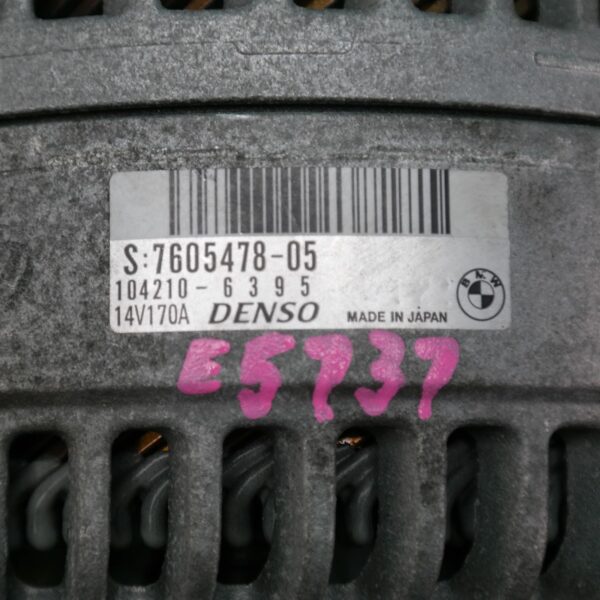 S:7605478-05
104210-6395
14V170A DENSO MADE IN JAPAN
BMW
E5737